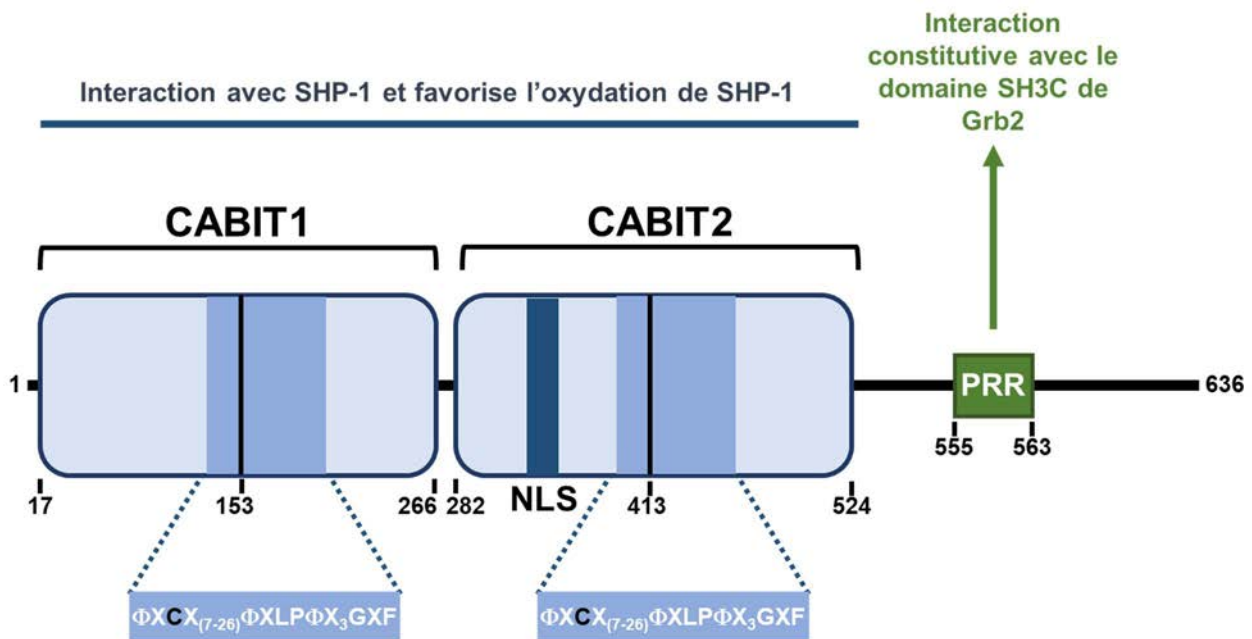 Interaction
constitutive avec le
domaine SH3C de
Grb2
Interaction avec SHP-1 et favorise l’oxydation de SHP-1
CABIT1
CABIT2
1
PRR
636
555
563
17
153
266
282
NLS
413
524
ΦXCX(7-26)ΦXLPΦX3GXF
ΦXCX(7-26)ΦXLPΦX3GXF